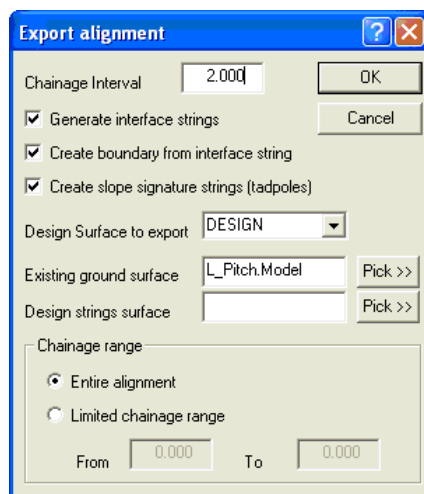 Export alignment
Chainage Interval 2.000 OK
Generate interface strings Cancel
Create boundary from interface string
Create slope signature strings (tadpoles)
Design Surface to export DESIGN
Existing ground surface L_Pitch.Model Pick >>
Design strings surface Pick >>
Chainage range
Entire alignment
Limited chainage range
From 0.000 To 0.000